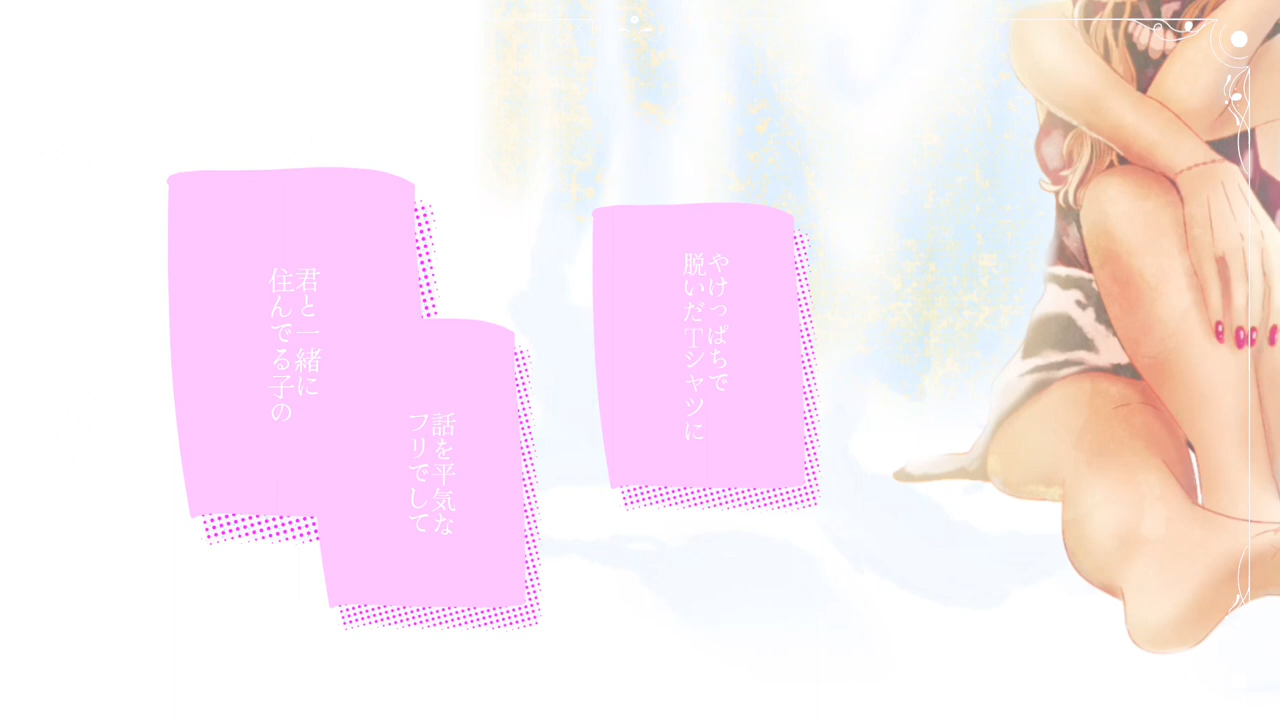 君と一緒に
住んでる子の
話を平気な
フリでして
やけっぱちで
脱いだTシャツに